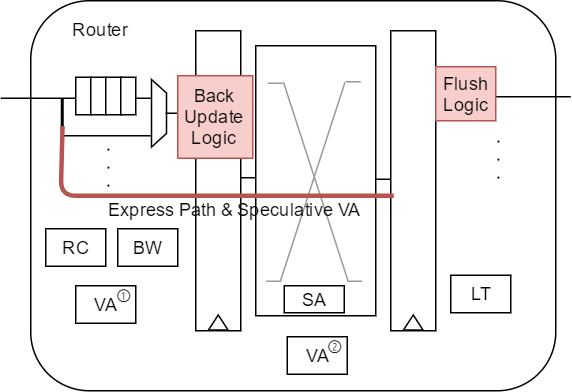 Router
Back
Update
Logic
Flush
Logic
Express Path & Speculative VA
RC
BW
VA①
SA
LT
VA②